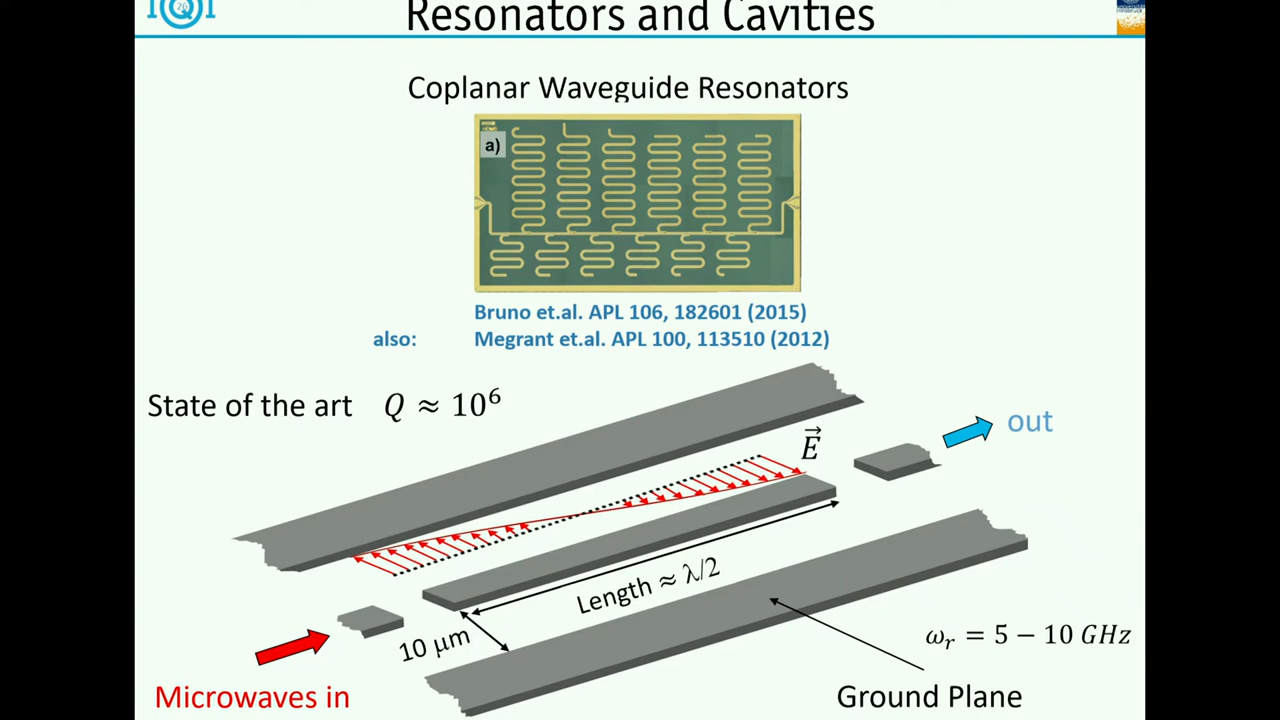 Resonators and Cavities
Coplanar Waveguide Resonators
a)
Bruno et.al. APL 106, 182601 (2015)
also: Megrant et.al. APL 100, 113510 (2012)
State of the art Q ≈ 10⁶
out
E⃗
Length ≈ λ/2
10 μm
ωᵣ = 5 − 10 GHz
Microwaves in
Ground Plane